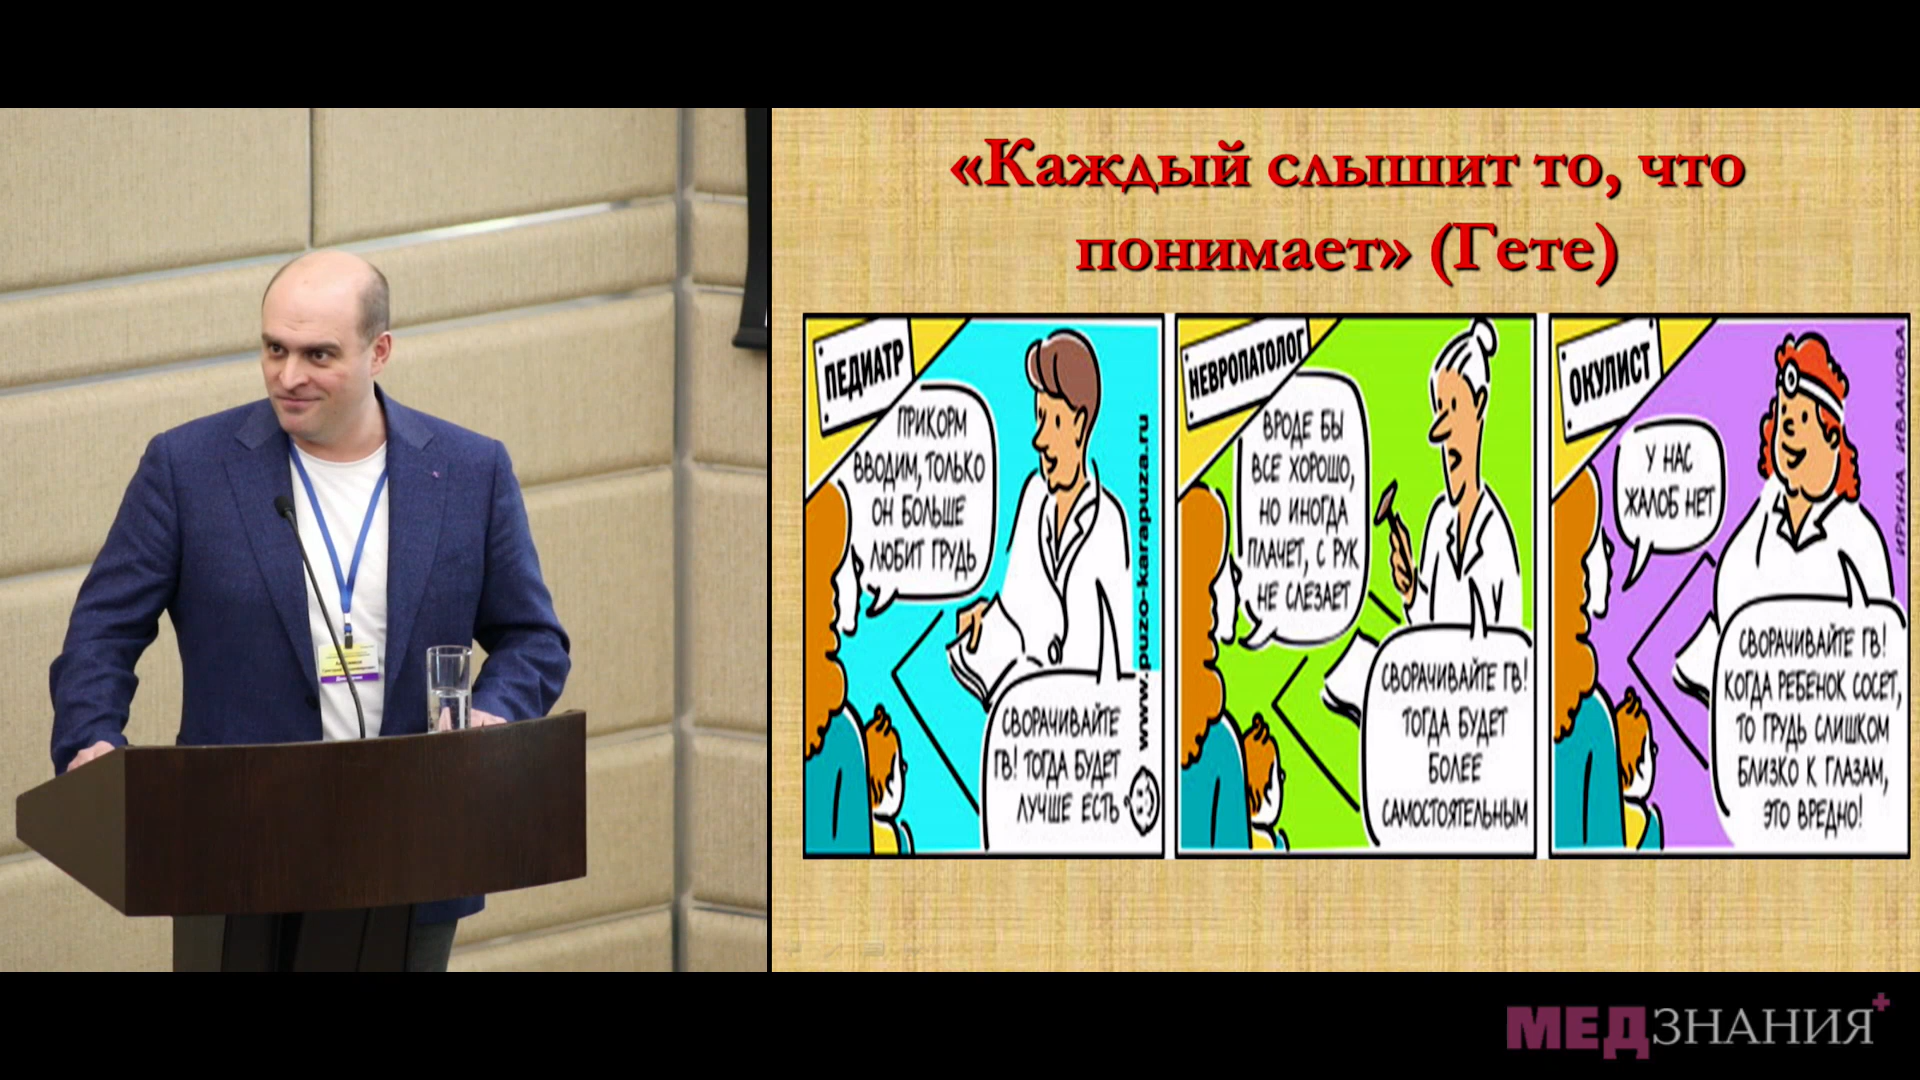 «Каждый слышит то, что
понимает» (Гете)
ПЕДИАТР
ПРИКОРМ
ВВОДИМ, ТОЛЬКО
ОН БОЛЬШЕ
ЛЮБИТ ГРУДЬ
СВОРАЧИВАЙТЕ
ГВ! ТОГДА БУДЕТ
ЛУЧШЕ ЕСТЬ
www.puzo-karapuza.ru
НЕВРОПАТОЛОГ
ВРОДЕ БЫ
ВСЕ ХОРОШО,
НО ИНОГДА
ПЛАЧЕТ, С РУК
НЕ СЛЕЗАЕТ
СВОРАЧИВАЙТЕ ГВ!
ТОГДА БУДЕТ
БОЛЕЕ
САМОСТОЯТЕЛЬНЫМ
ОКУЛИСТ
У НАС
ЖАЛОБ НЕТ
СВОРАЧИВАЙТЕ ГВ!
КОГДА РЕБЕНОК СОСЕТ,
ТО ГРУДЬ СЛИШКОМ
БЛИЗКО К ГЛАЗАМ,
ЭТО ВРЕДНО!
ИРИНА ИВАНОВА
МЕДЗНАНИЯ+